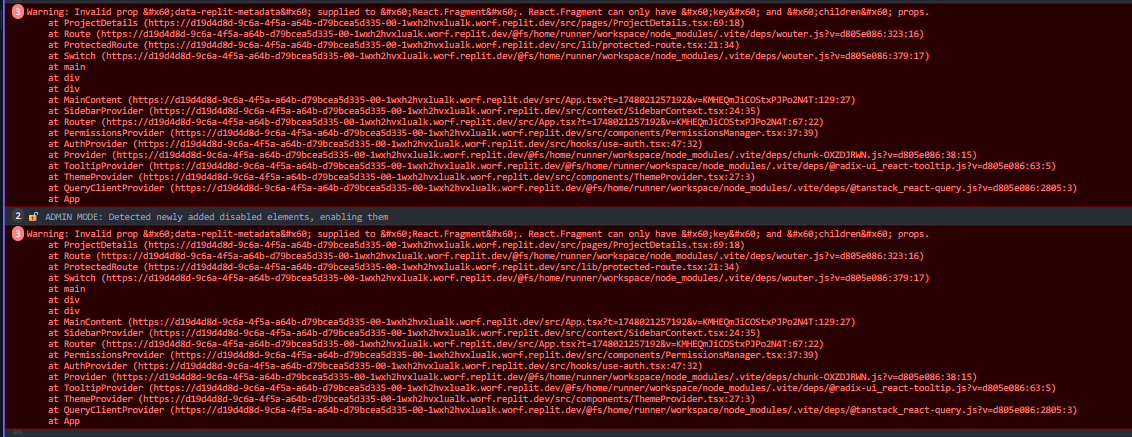 3 Warning: Invalid prop &#x60;data-replit-metadata&#x60; supplied to &#x60;React.Fragment&#x60;. React.Fragment can only have &#x60;key&#x60; and &#x60;children&#x60; props.
at ProjectDetails (https://d19d4d8d-9c6a-4f5a-a64b-d79bcea5d335-00-1wxh2hvxlualk.worf.replit.dev/src/pages/ProjectDetails.tsx:69:18)
at Route (https://d19d4d8d-9c6a-4f5a-a64b-d79bcea5d335-00-1wxh2hvxlualk.worf.replit.dev/@fs/home/runner/workspace/node_modules/.vite/deps/wouter.js?v=d805e086:323:16)
at ProtectedRoute (https://d19d4d8d-9c6a-4f5a-a64b-d79bcea5d335-00-1wxh2hvxlualk.worf.replit.dev/src/lib/protected-route.tsx:21:34)
at Switch (https://d19d4d8d-9c6a-4f5a-a64b-d79bcea5d335-00-1wxh2hvxlualk.worf.replit.dev/@fs/home/runner/workspace/node_modules/.vite/deps/wouter.js?v=d805e086:379:17)
at main
at div
at div
at MainContent (https://d19d4d8d-9c6a-4f5a-a64b-d79bcea5d335-00-1wxh2hvxlualk.worf.replit.dev/src/App.tsx?t=1748021257192&v=KMHEQmJiCOStxPJPo2N4T:129:27)
at SidebarProvider (https://d19d4d8d-9c6a-4f5a-a64b-d79bcea5d335-00-1wxh2hvxlualk.worf.replit.dev/src/context/SidebarContext.tsx:24:35)
at Router (https://d19d4d8d-9c6a-4f5a-a64b-d79bcea5d335-00-1wxh2hvxlualk.worf.replit.dev/src/App.tsx?t=1748021257192&v=KMHEQmJiCOStxPJPo2N4T:67:22)
at PermissionsProvider (https://d19d4d8d-9c6a-4f5a-a64b-d79bcea5d335-00-1wxh2hvxlualk.worf.replit.dev/src/components/PermissionsManager.tsx:37:39)
at AuthProvider (https://d19d4d8d-9c6a-4f5a-a64b-d79bcea5d335-00-1wxh2hvxlualk.worf.replit.dev/src/hooks/use-auth.tsx:47:32)
at Provider (https://d19d4d8d-9c6a-4f5a-a64b-d79bcea5d335-00-1wxh2hvxlualk.worf.replit.dev/@fs/home/runner/workspace/node_modules/.vite/deps/chunk-OXZDJRWN.js?v=d805e086:38:15)
at TooltipProvider (https://d19d4d8d-9c6a-4f5a-a64b-d79bcea5d335-00-1wxh2hvxlualk.worf.replit.dev/@fs/home/runner/workspace/node_modules/.vite/deps/@radix-ui_react-tooltip.js?v=d805e086:63:5)
at ThemeProvider (https://d19d4d8d-9c6a-4f5a-a64b-d79bcea5d335-00-1wxh2hvxlualk.worf.replit.dev/src/components/ThemeProvider.tsx:27:3)
at QueryClientProvider (https://d19d4d8d-9c6a-4f5a-a64b-d79bcea5d335-00-1wxh2hvxlualk.worf.replit.dev/@fs/home/runner/workspace/node_modules/.vite/deps/@tanstack_react-query.js?v=d805e086:2805:3)
at App
2 🔓 ADMIN MODE: Detected newly added disabled elements, enabling them
3 Warning: Invalid prop &#x60;data-replit-metadata&#x60; supplied to &#x60;React.Fragment&#x60;. React.Fragment can only have &#x60;key&#x60; and &#x60;children&#x60; props.
at ProjectDetails (https://d19d4d8d-9c6a-4f5a-a64b-d79bcea5d335-00-1wxh2hvxlualk.worf.replit.dev/src/pages/ProjectDetails.tsx:69:18)
at Route (https://d19d4d8d-9c6a-4f5a-a64b-d79bcea5d335-00-1wxh2hvxlualk.worf.replit.dev/@fs/home/runner/workspace/node_modules/.vite/deps/wouter.js?v=d805e086:323:16)
at ProtectedRoute (https://d19d4d8d-9c6a-4f5a-a64b-d79bcea5d335-00-1wxh2hvxlualk.worf.replit.dev/src/lib/protected-route.tsx:21:34)
at Switch (https://d19d4d8d-9c6a-4f5a-a64b-d79bcea5d335-00-1wxh2hvxlualk.worf.replit.dev/@fs/home/runner/workspace/node_modules/.vite/deps/wouter.js?v=d805e086:379:17)
at main
at div
at div
at MainContent (https://d19d4d8d-9c6a-4f5a-a64b-d79bcea5d335-00-1wxh2hvxlualk.worf.replit.dev/src/App.tsx?t=1748021257192&v=KMHEQmJiCOStxPJPo2N4T:129:27)
at SidebarProvider (https://d19d4d8d-9c6a-4f5a-a64b-d79bcea5d335-00-1wxh2hvxlualk.worf.replit.dev/src/context/SidebarContext.tsx:24:35)
at Router (https://d19d4d8d-9c6a-4f5a-a64b-d79bcea5d335-00-1wxh2hvxlualk.worf.replit.dev/src/App.tsx?t=1748021257192&v=KMHEQmJiCOStxPJPo2N4T:67:22)
at PermissionsProvider (https://d19d4d8d-9c6a-4f5a-a64b-d79bcea5d335-00-1wxh2hvxlualk.worf.replit.dev/src/components/PermissionsManager.tsx:37:39)
at AuthProvider (https://d19d4d8d-9c6a-4f5a-a64b-d79bcea5d335-00-1wxh2hvxlualk.worf.replit.dev/src/hooks/use-auth.tsx:47:32)
at Provider (https://d19d4d8d-9c6a-4f5a-a64b-d79bcea5d335-00-1wxh2hvxlualk.worf.replit.dev/@fs/home/runner/workspace/node_modules/.vite/deps/chunk-OXZDJRWN.js?v=d805e086:38:15)
at TooltipProvider (https://d19d4d8d-9c6a-4f5a-a64b-d79bcea5d335-00-1wxh2hvxlualk.worf.replit.dev/@fs/home/runner/workspace/node_modules/.vite/deps/@radix-ui_react-tooltip.js?v=d805e086:63:5)
at ThemeProvider (https://d19d4d8d-9c6a-4f5a-a64b-d79bcea5d335-00-1wxh2hvxlualk.worf.replit.dev/src/components/ThemeProvider.tsx:27:3)
at QueryClientProvider (https://d19d4d8d-9c6a-4f5a-a64b-d79bcea5d335-00-1wxh2hvxlualk.worf.replit.dev/@fs/home/runner/workspace/node_modules/.vite/deps/@tanstack_react-query.js?v=d805e086:2805:3)
at App